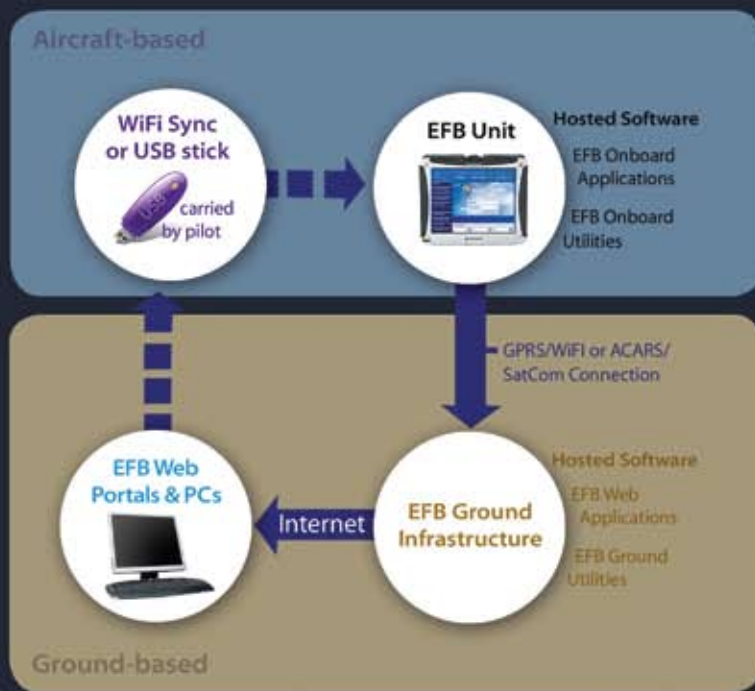 Aircraft-based
WiFi Sync
or USB stick
USB
carried
by pilot
EFB Unit
Hosted Software
EFB Onboard
Applications
EFB Onboard
Utilities
GPRS/WiFI or ACARS/
SatCom Connection
EFB Web
Portals & PCs
Internet
EFB Ground
Infrastructure
Hosted Software
EFB Web
Applications
EFB Ground
Utilities
Ground-based